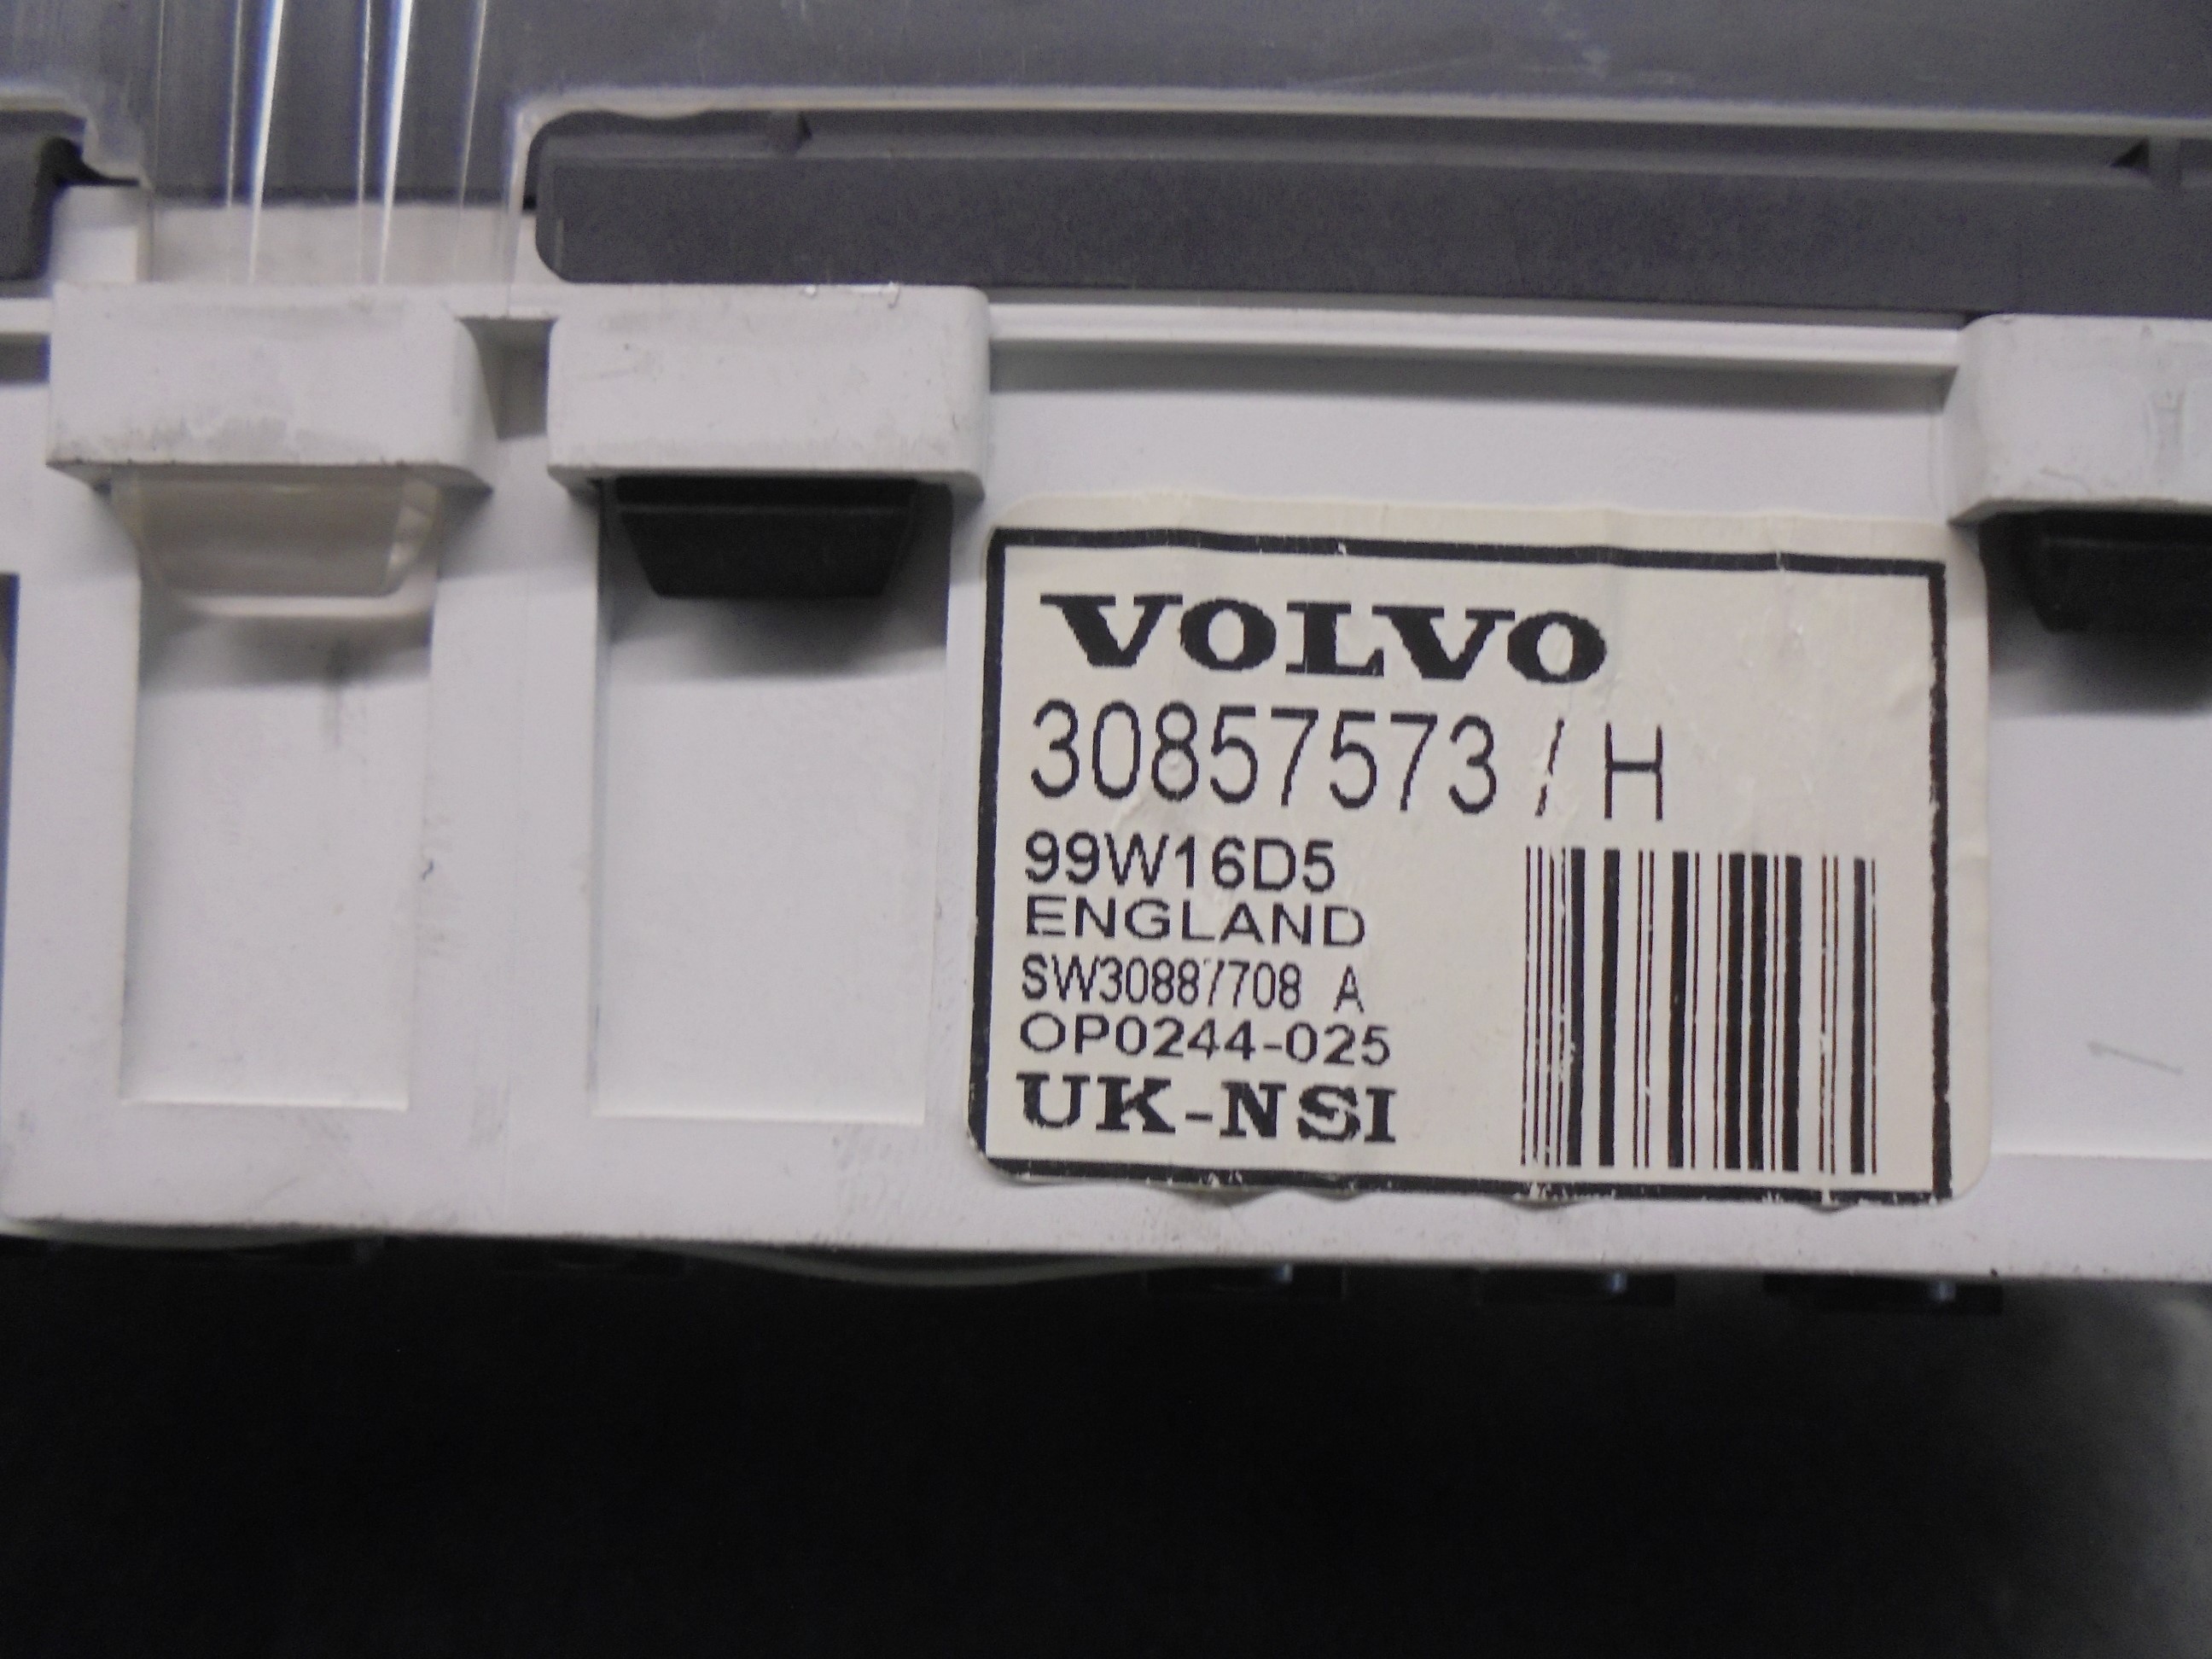 VOLVO
30857573 / H
99W16D5
ENGLAND
SW30887708 A
OP0244-025
UK-NSI